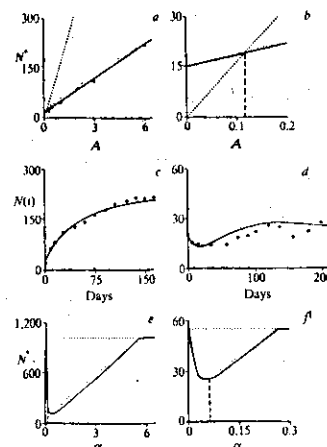 300 a
N* 150
0
0 3 6
A
30 b
15
0
0 0.1 0.2
A
300 c
N(t) 150
0
0 75 150
Days
60 d
30
0
0 100 200
Days
1,200 e
N* 600
0
0 3 6
α
60 f
30
0
0 0.15 0.3
α